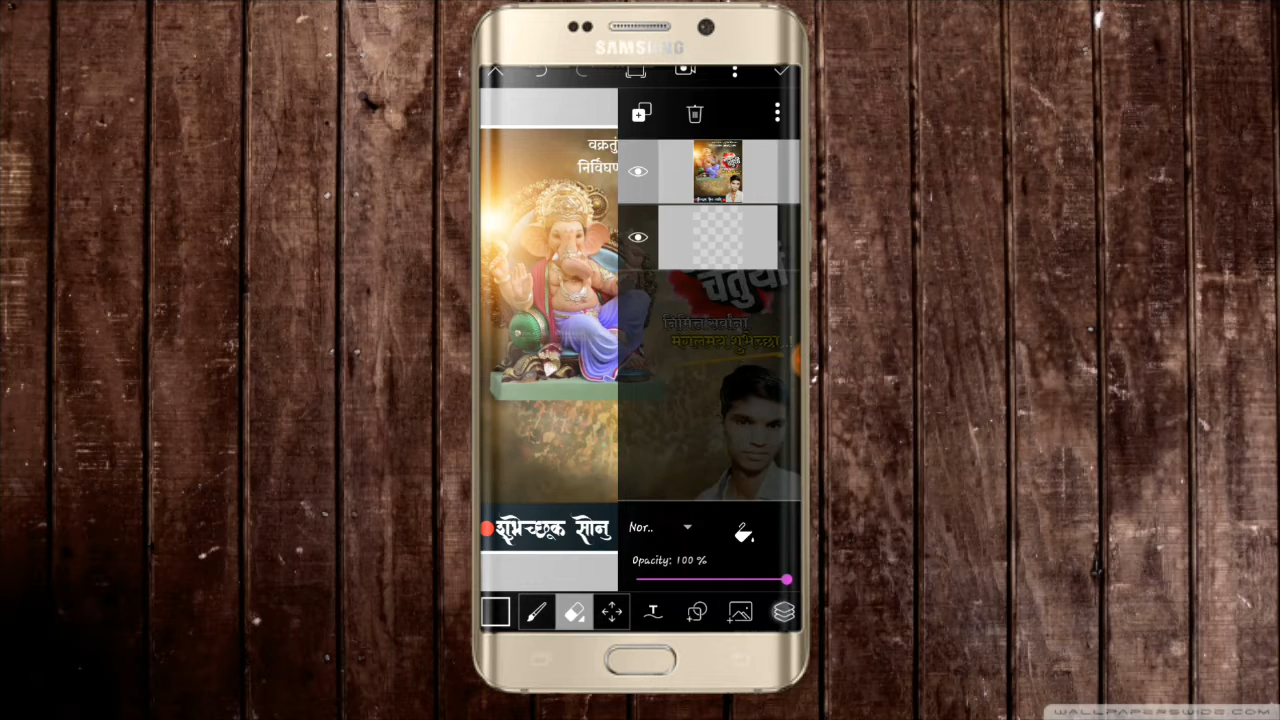 SAMSUNG
वक्रतुं
निर्विघ्न
चतुर्थी
निमित्त सर्वांना
मंगलमय शुभेच्छा ..!
शुभेच्छूक सोनु
Nor..
Opacity: 100 %
T
WALLPAPERSWIDE.COM